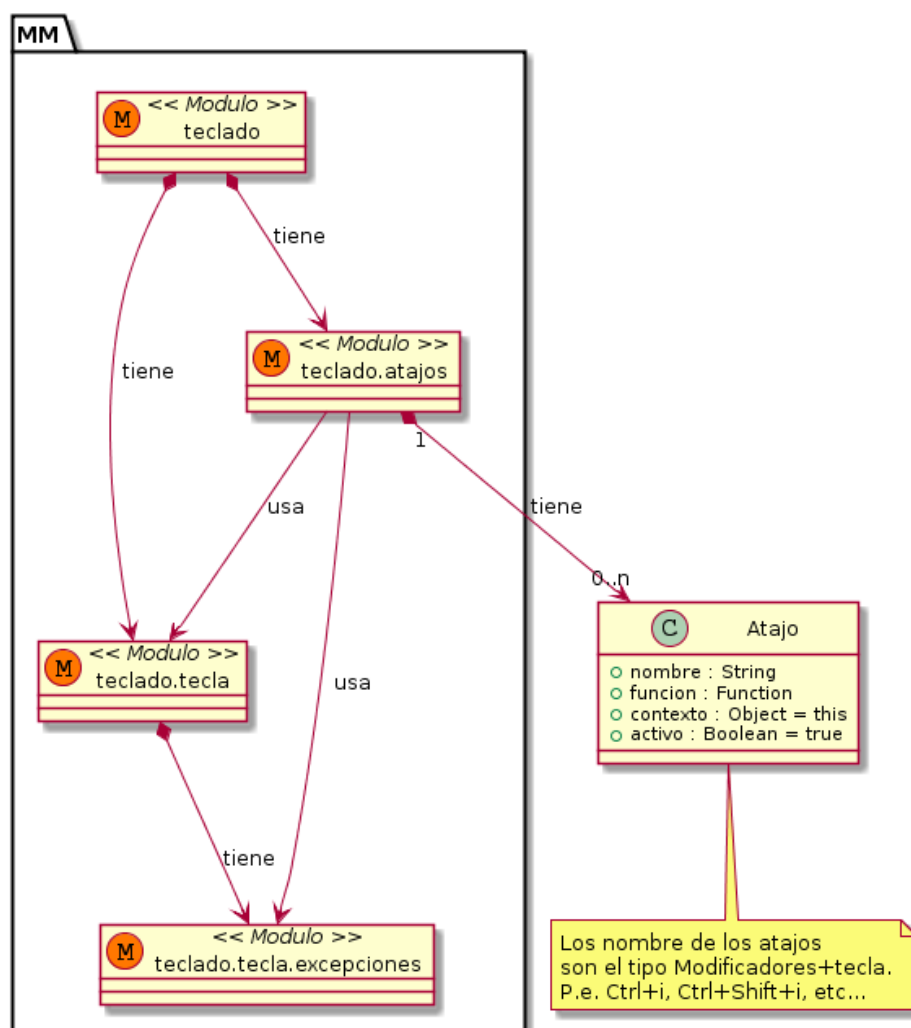 MM
M
<< Modulo >>
teclado
tiene
tiene
M
<< Modulo >>
teclado.atajos
1
usa
tiene
usa
0..n
M
<< Modulo >>
teclado.tecla
C
Atajo
nombre : String
funcion : Function
contexto : Object = this
activo : Boolean = true
tiene
M
<< Modulo >>
teclado.tecla.excepciones
Los nombre de los atajos
son el tipo Modificadores+tecla.
P.e. Ctrl+i, Ctrl+Shift+i, etc...